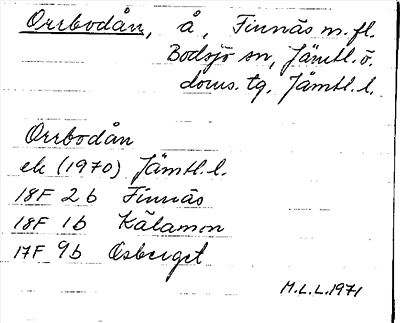 Orrbodån, å, Finnäs m. fl.
Bodsjö sn, Jämtl. ö.
doms. tg. Jämtl. l.
Orrbodån
ek (1970) Jämtl. l.
18F 2b Finnäs
18F 1b Kälamon
17F 9b Osberget
M.L.L. 1971